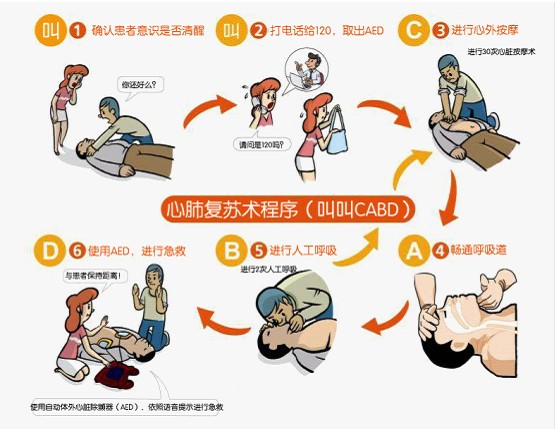 叫 1 确认患者意识是否清醒
叫 2 打电话给120，取出AED
C 3 进行心外按摩
进行30次心脏按摩术
你还好么？
请问是120吗？
心肺复苏术程序（叫叫CABD）
D 6 使用AED，进行急救
B 5 进行人工呼吸
A 4 畅通呼吸道
进行2次人工呼吸
与患者保持距离！
使用自动体外心脏除颤器（AED），依照语音提示进行急救